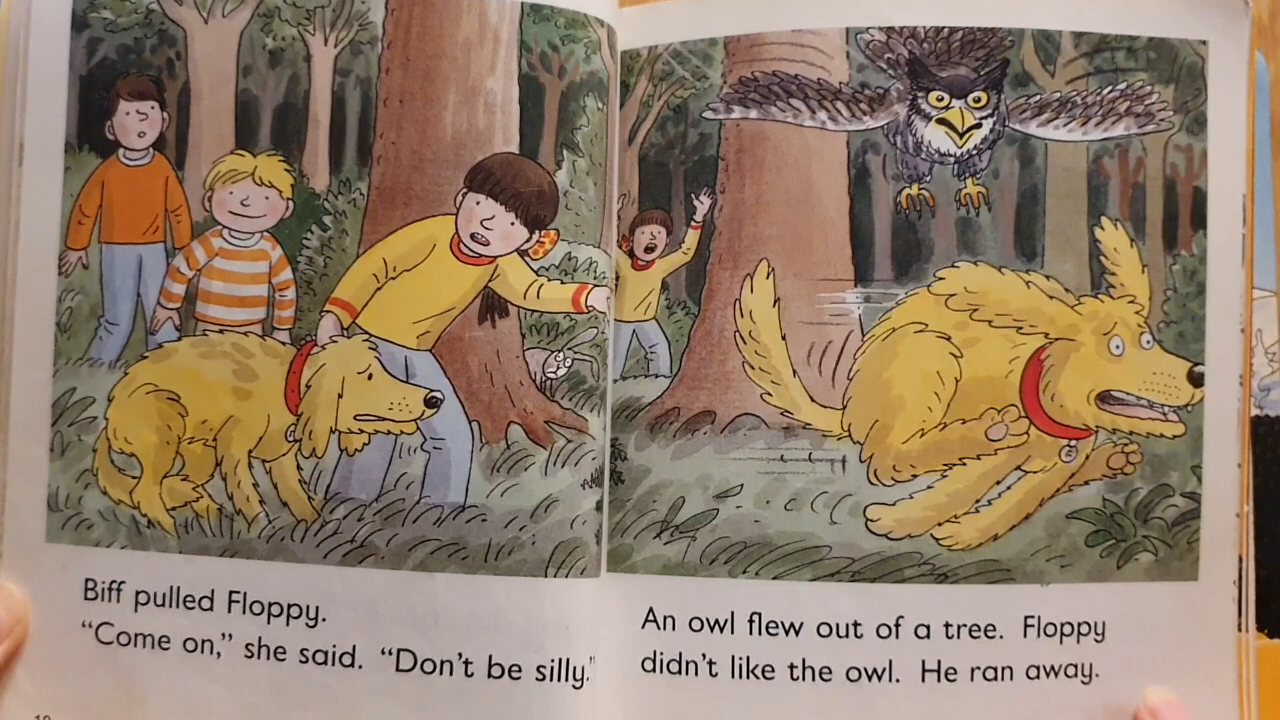 Biff pulled Floppy.
“Come on,” she said. “Don’t be silly.”
An owl flew out of a tree. Floppy
didn’t like the owl. He ran away.